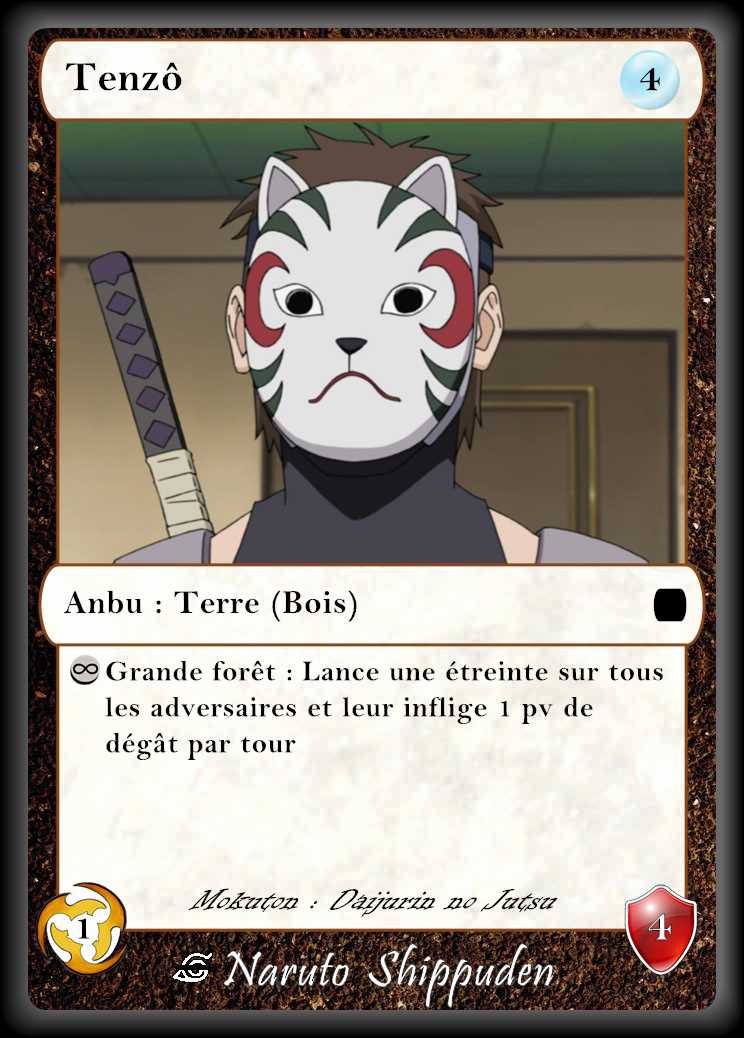 Tenzô
4
Anbu : Terre (Bois)
∞ Grande forêt : Lance une étreinte sur tous
les adversaires et leur inflige 1 pv de
dégât par tour
Mokuton : Daijurin no Jutsu
1
4
Naruto Shippuden